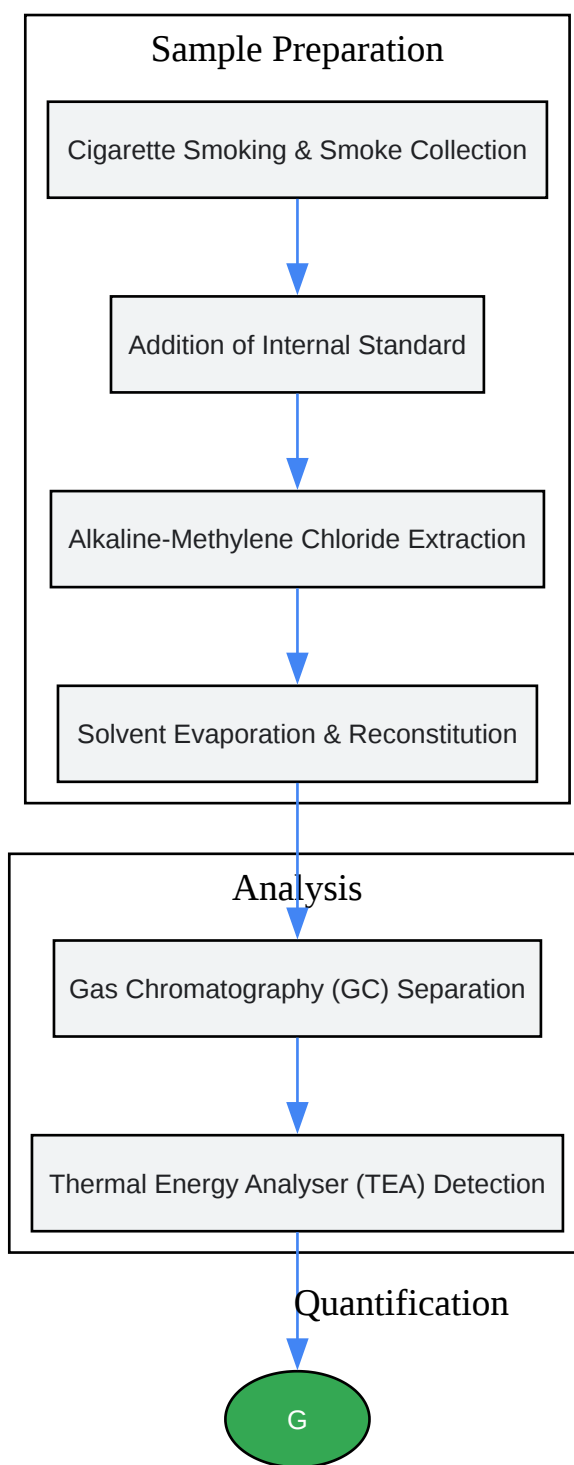 Sample Preparation
Cigarette Smoking & Smoke Collection
Addition of Internal Standard
Alkaline-Methylene Chloride Extraction
Solvent Evaporation & Reconstitution
Analysis
Gas Chromatography (GC) Separation
Thermal Energy Analyser (TEA) Detection
Quantification
G